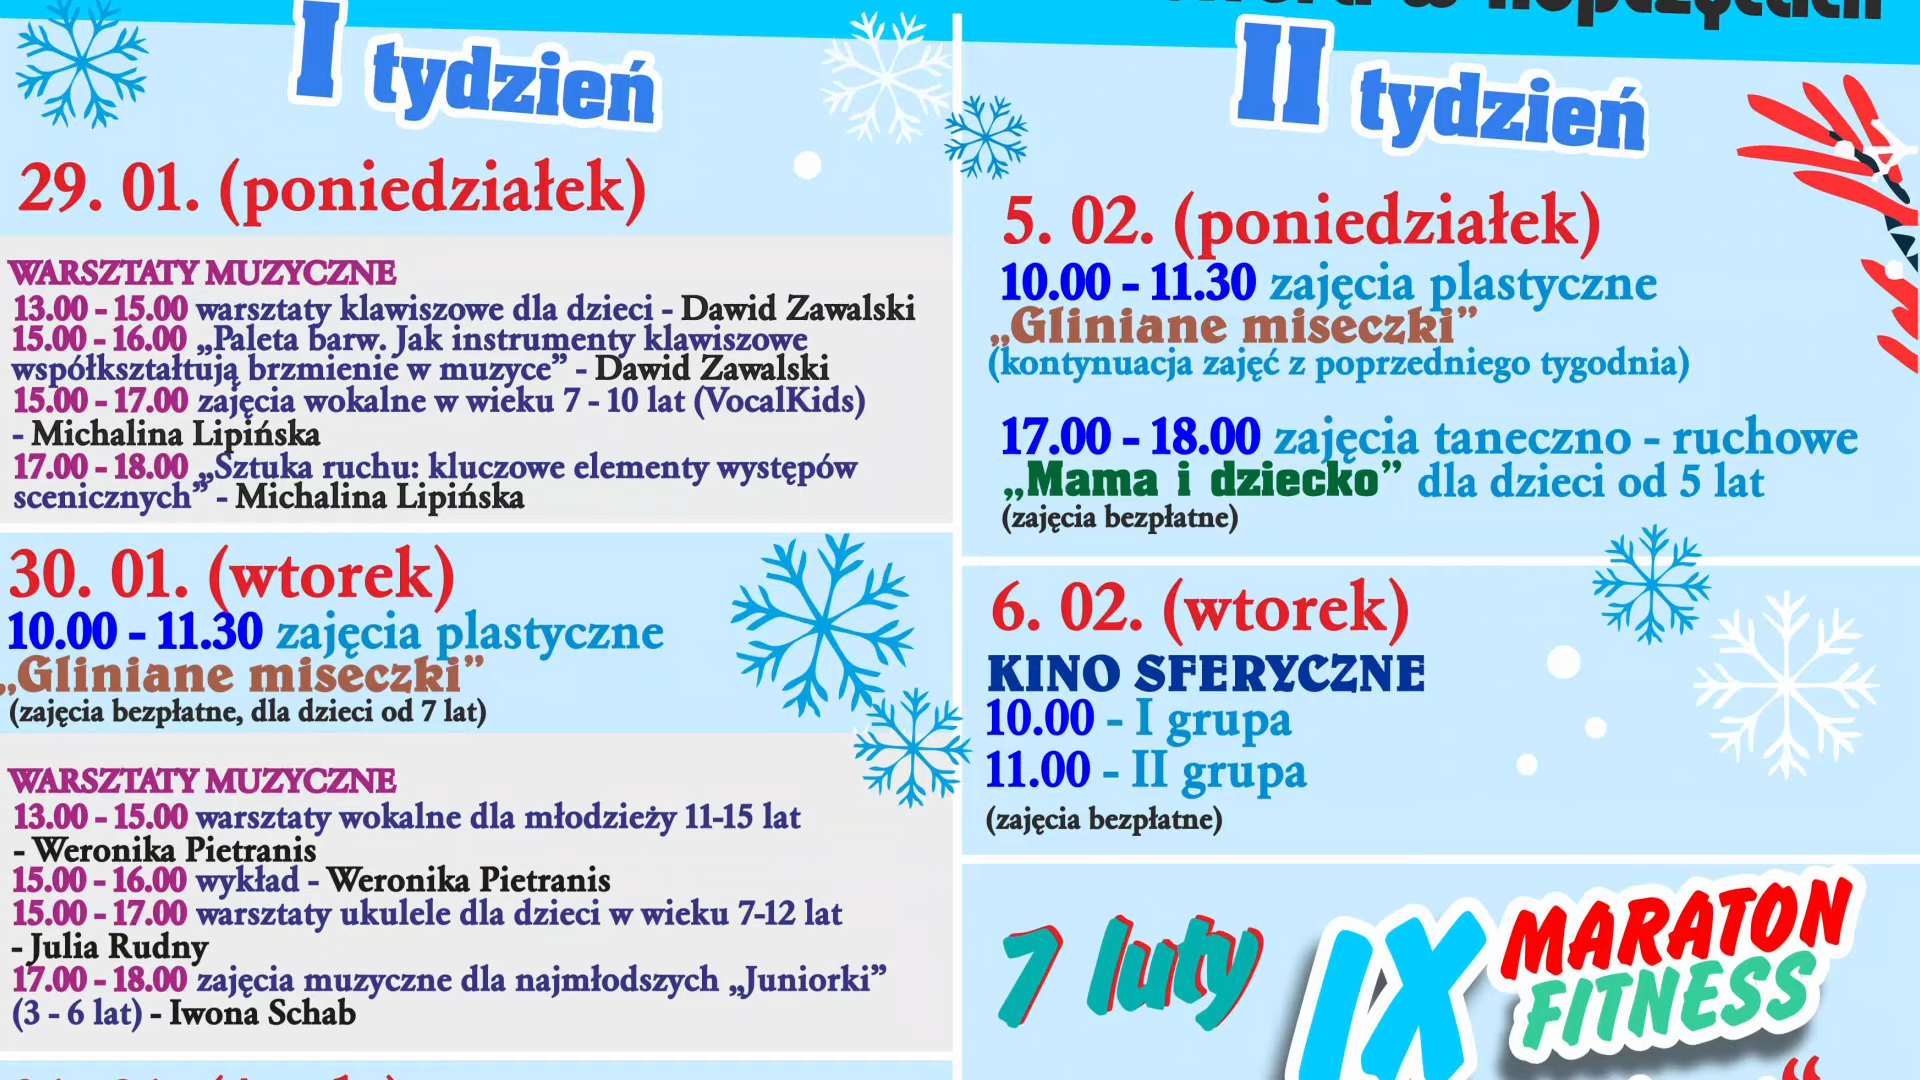 I tydzień
29. 01. (poniedziałek)
WARSZTATY MUZYCZNE
13.00 - 15.00 warsztaty klawiszowe dla dzieci - Dawid Zawalski
15.00 - 16.00 „Paleta barw. Jak instrumenty klawiszowe
współkształtują brzmienie w muzyce” - Dawid Zawalski
15.00 - 17.00 zajęcia wokalne w wieku 7 - 10 lat (VocalKids)
- Michalina Lipińska
17.00 - 18.00 „Sztuka ruchu: kluczowe elementy występów
scenicznych” - Michalina Lipińska
30. 01. (wtorek)
10.00 - 11.30 zajęcia plastyczne
„Gliniane miseczki”
(zajęcia bezpłatne, dla dzieci od 7 lat)
WARSZTATY MUZYCZNE
13.00 - 15.00 warsztaty wokalne dla młodzieży 11-15 lat
- Weronika Pietranis
15.00 - 16.00 wykład - Weronika Pietranis
15.00 - 17.00 warsztaty ukulele dla dzieci w wieku 7-12 lat
- Julia Rudny
17.00 - 18.00 zajęcia muzyczne dla najmłodszych „Juniorki”
(3 - 6 lat) - Iwona Schab
II tydzień
5. 02. (poniedziałek)
10.00 - 11.30 zajęcia plastyczne
„Gliniane miseczki”
(kontynuacja zajęć z poprzedniego tygodnia)
17.00 - 18.00 zajęcia taneczno - ruchowe
„Mama i dziecko” dla dzieci od 5 lat
(zajęcia bezpłatne)
6. 02. (wtorek)
KINO SFERYCZNE
10.00 - I grupa
11.00 - II grupa
(zajęcia bezpłatne)
7 luty
IX MARATON
FITNESS